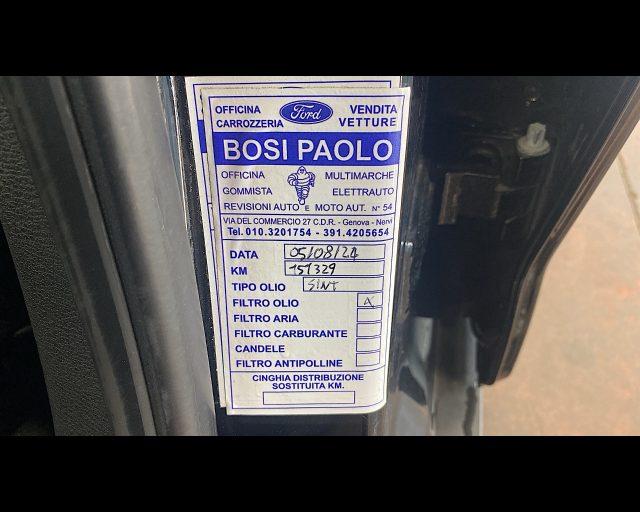 OFFICINA Ford VENDITA
CARROZZERIA VETTURE
BOSI PAOLO
OFFICINA MULTIMARCHE
GOMMISTA ELETTRAUTO
REVISIONI AUTO E MOTO AUT. N° 54
VIA DEL COMMERCIO 27 C.D.R. - Genova - Nervi
Tel. 010.3201754 - 391.4205654
DATA 05/08/24
KM 151329
TIPO OLIO SINT
FILTRO OLIO
FILTRO ARIA
FILTRO CARBURANTE
CANDELE
FILTRO ANTIPOLLINE
CINGHIA DISTRIBUZIONE
SOSTITUITA KM.